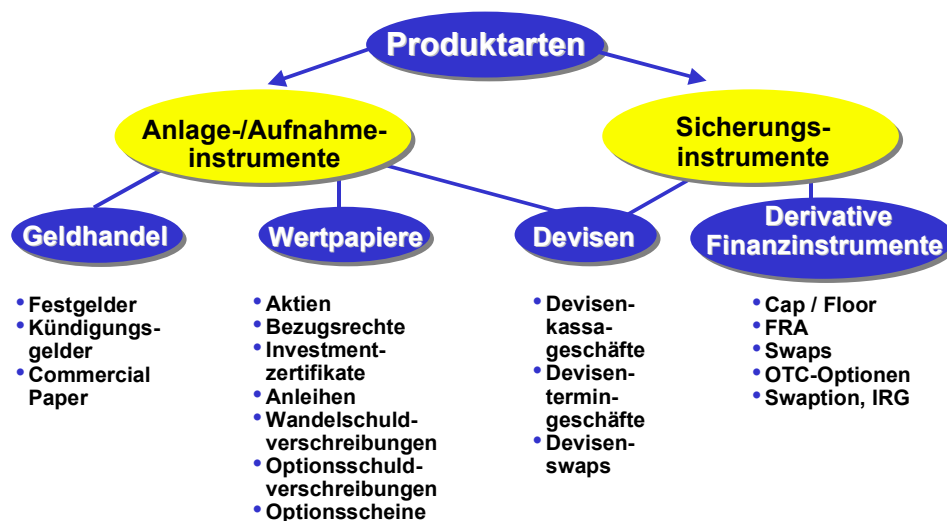 Produktarten
Anlage-/Aufnahme-
instrumente
Sicherungs-
instrumente
Geldhandel
Wertpapiere
Devisen
Derivative
Finanzinstrumente
• Festgelder
• Kündigungs-
gelder
• Commercial
Paper
• Aktien
• Bezugsrechte
• Investment-
zertifikate
• Anleihen
• Wandelschuld-
verschreibungen
• Optionsschuld-
verschreibungen
• Optionsscheine
• Devisen-
kassa-
geschäfte
• Devisen-
termin-
geschäfte
• Devisen-
swaps
• Cap / Floor
• FRA
• Swaps
• OTC-Optionen
• Swaption, IRG